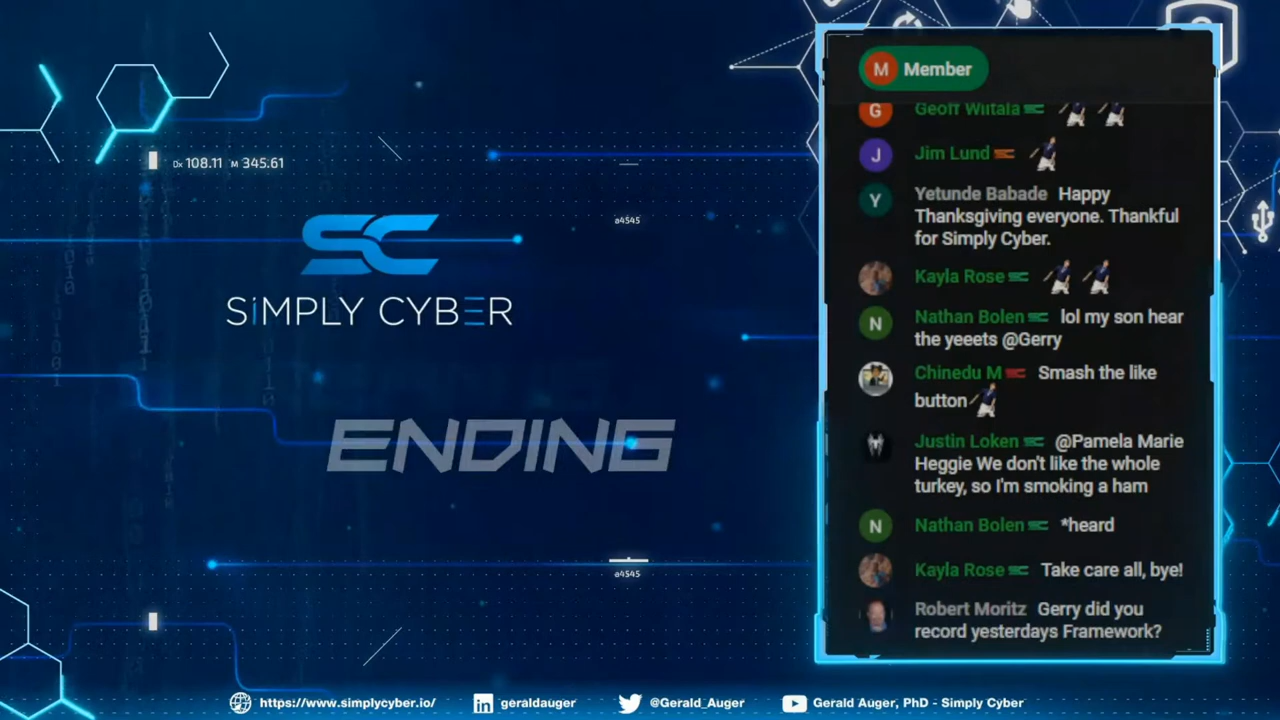 Member
Geoff Wiitala
Jim Lund
Yetunde Babade Happy
Thanksgiving everyone. Thankful
for Simply Cyber.
Kayla Rose
Nathan Bolen lol my son hear
the yeeets @Gerry
Chinedu M Smash the like
button
Justin Loken @Pamela Marie
Heggie We don't like the whole
turkey, so I'm smoking a ham
Nathan Bolen *heard
Kayla Rose Take care all, bye!
Robert Moritz Gerry did you
record yesterdays Framework?
Dx 108.11 M 345.61
a4545
SC
SiMPLY CYBER
ENDING
a4545
https://www.simplycyber.io/ geraldauger @Gerald_Auger Gerald Auger, PhD - Simply Cyber